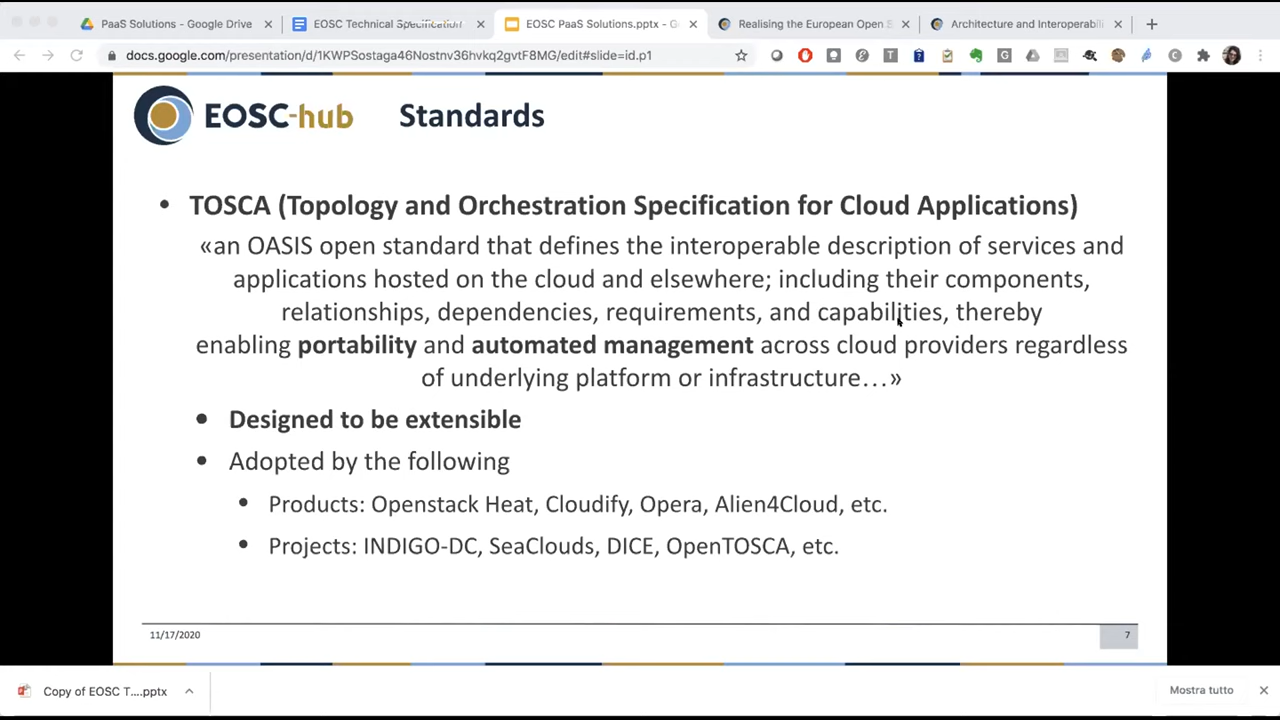 PaaS Solutions - Google Drive
EOSC Technical Specification
EOSC PaaS Solutions.pptx - G
Realising the European Open S
Architecture and Interoperabili
docs.google.com/presentation/d/1KWPSostaga46Nostnv36hvkq2gvtF8MG/edit#slide=id.p1
EOSC-hub
Standards
• TOSCA (Topology and Orchestration Specification for Cloud Applications)
«an OASIS open standard that defines the interoperable description of services and
applications hosted on the cloud and elsewhere; including their components,
relationships, dependencies, requirements, and capabilities, thereby
enabling portability and automated management across cloud providers regardless
of underlying platform or infrastructure…»
• Designed to be extensible
• Adopted by the following
• Products: Openstack Heat, Cloudify, Opera, Alien4Cloud, etc.
• Projects: INDIGO-DC, SeaClouds, DICE, OpenTOSCA, etc.
11/17/2020
7
Copy of EOSC T....pptx
Mostra tutto